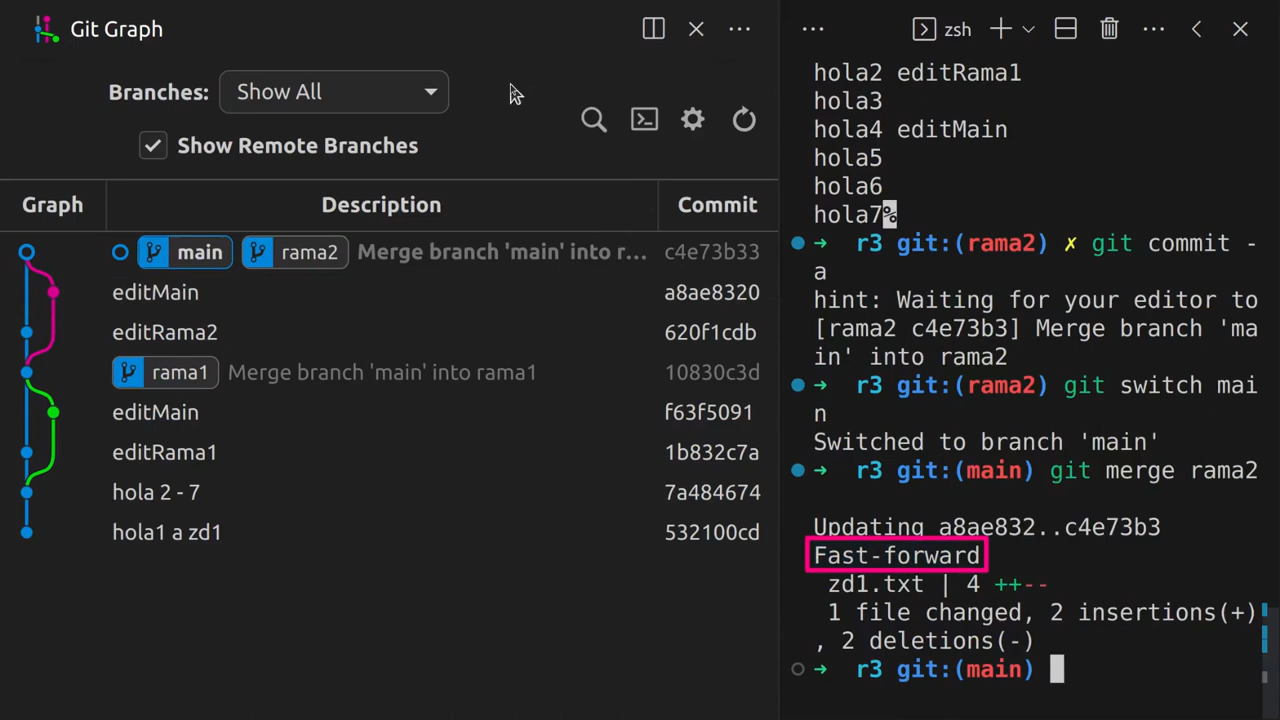 Git Graph
Branches: Show All
Show Remote Branches
Graph Description Commit
main rama2 Merge branch 'main' into r... c4e73b33
editMain a8ae8320
editRama2 620f1cdb
rama1 Merge branch 'main' into rama1 10830c3d
editMain f63f5091
editRama1 1b832c7a
hola 2 - 7 7a484674
hola1 a zd1 532100cd
zsh
hola2 editRama1
hola3
hola4 editMain
hola5
hola6
hola7%
➜ r3 git:(rama2) ✗ git commit -
a
hint: Waiting for your editor to
[rama2 c4e73b3] Merge branch 'ma
in' into rama2
➜ r3 git:(rama2) git switch mai
n
Switched to branch 'main'
➜ r3 git:(main) git merge rama2
Updating a8ae832..c4e73b3
Fast-forward
zd1.txt | 4 ++--
1 file changed, 2 insertions(+)
, 2 deletions(-)
➜ r3 git:(main)